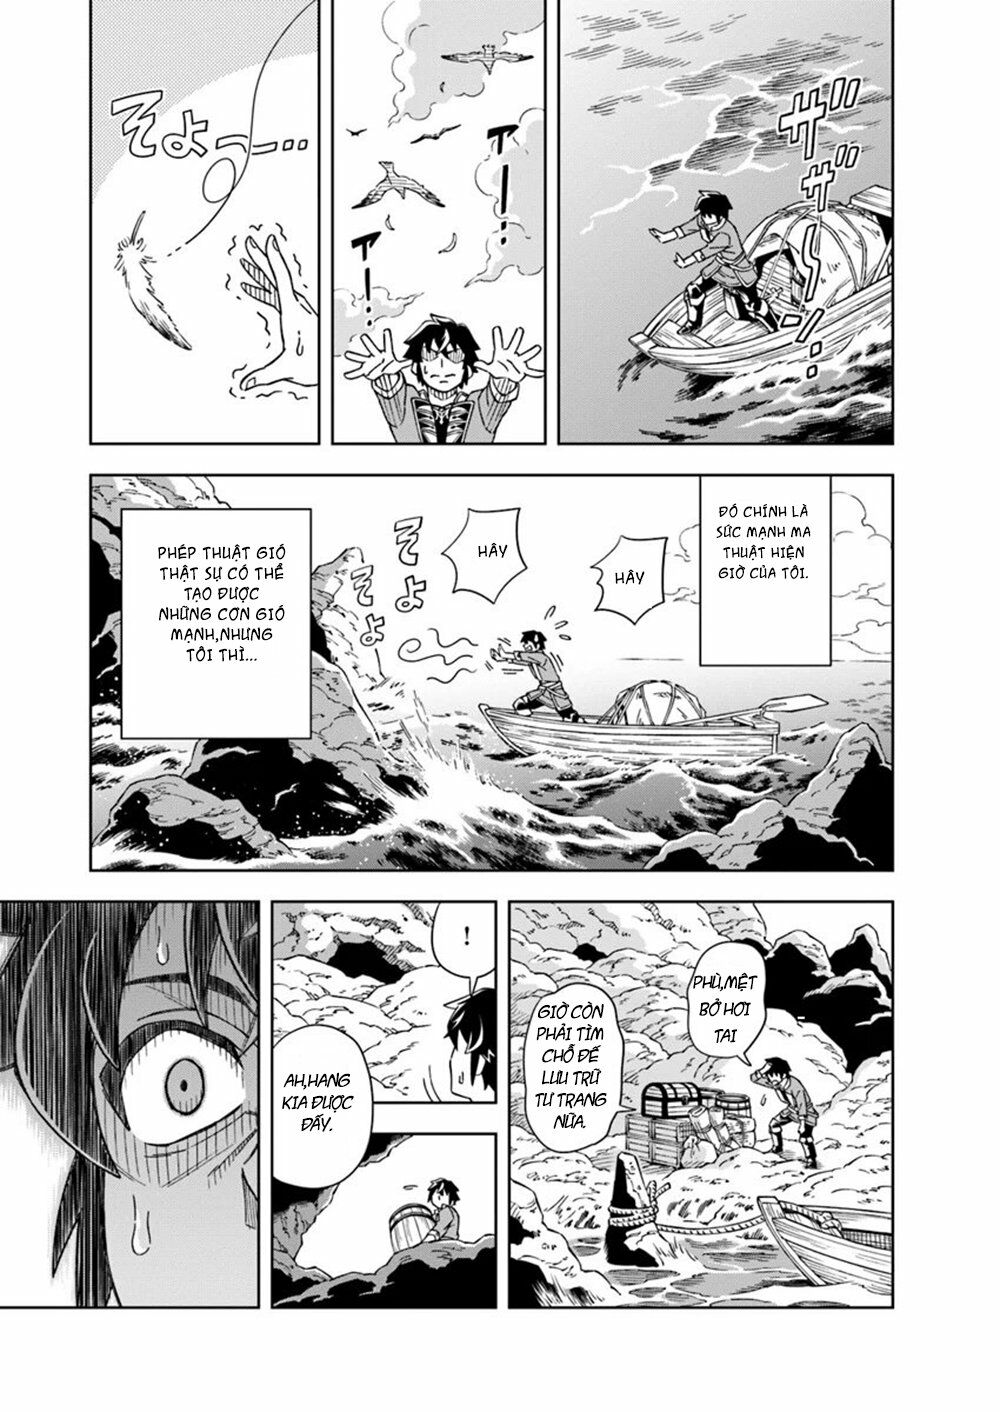 ザザザーン…
ア…!
ア…!
そよー…
ĐÓ CHÍNH LÀ
SỨC MẠNH MA
THUẬT HIỆN
GIỜ CỦA TÔI.
HÂY
HÂY
そよそよ
PHÉP THUẬT GIÓ
THẬT SỰ CÓ THỂ
TẠO ĐƯỢC
NHỮNG CƠN GIÓ
MẠNH,NHƯNG
TÔI THÌ...
PHÙ,MỆT
BỞ HƠI
TAI
GIỜ CÒN
PHẢI TÌM
CHỖ ĐỂ
LƯU TRỮ
TƯ TRANG
NỮA.
!
AH,HANG
KIA ĐƯỢC
ĐẤY.